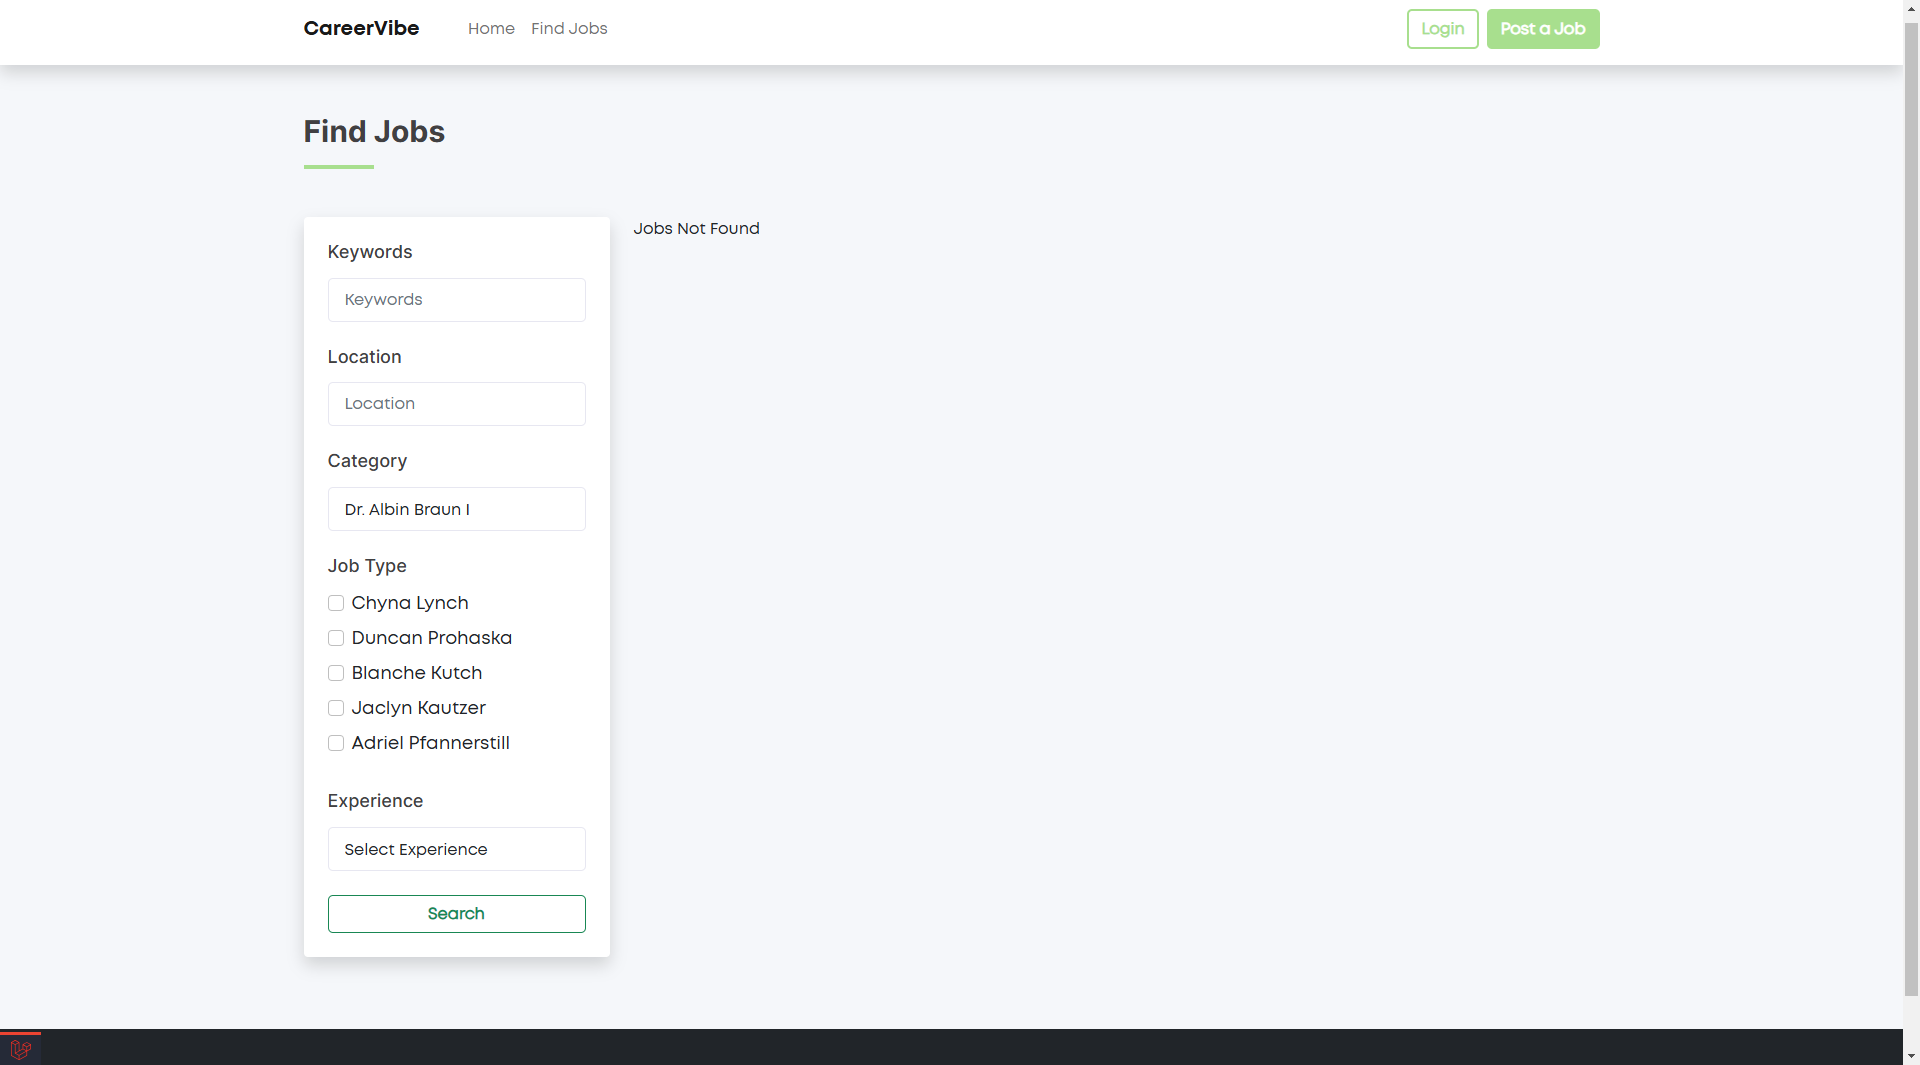 CareerVibe
Home
Find Jobs
Login
Post a Job
Find Jobs
Keywords
Keywords
Location
Location
Category
Dr. Albin Braun I
Job Type
Chyna Lynch
Duncan Prohaska
Blanche Kutch
Jaclyn Kautzer
Adriel Pfannerstill
Experience
Select Experience
Search
Jobs Not Found